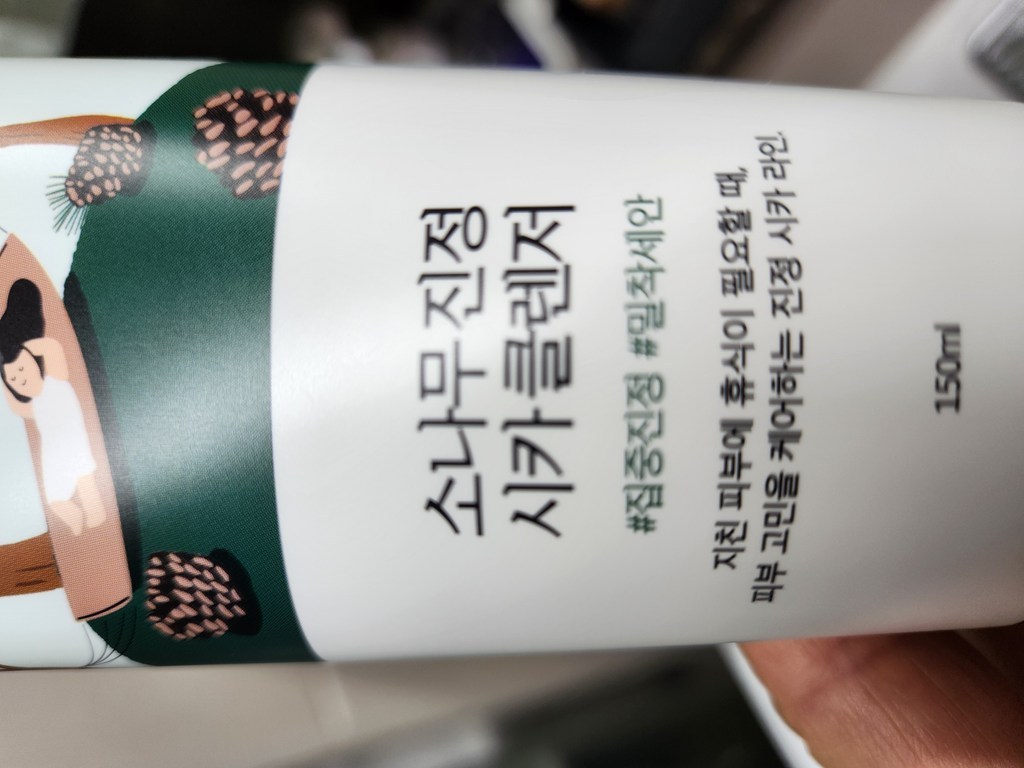 소나무 진정
시카 클렌저
#집중진정 #밀착세안
지친 피부에 휴식이 필요할 때,
피부 고민을 케어하는 진정 시카 라인.
150ml